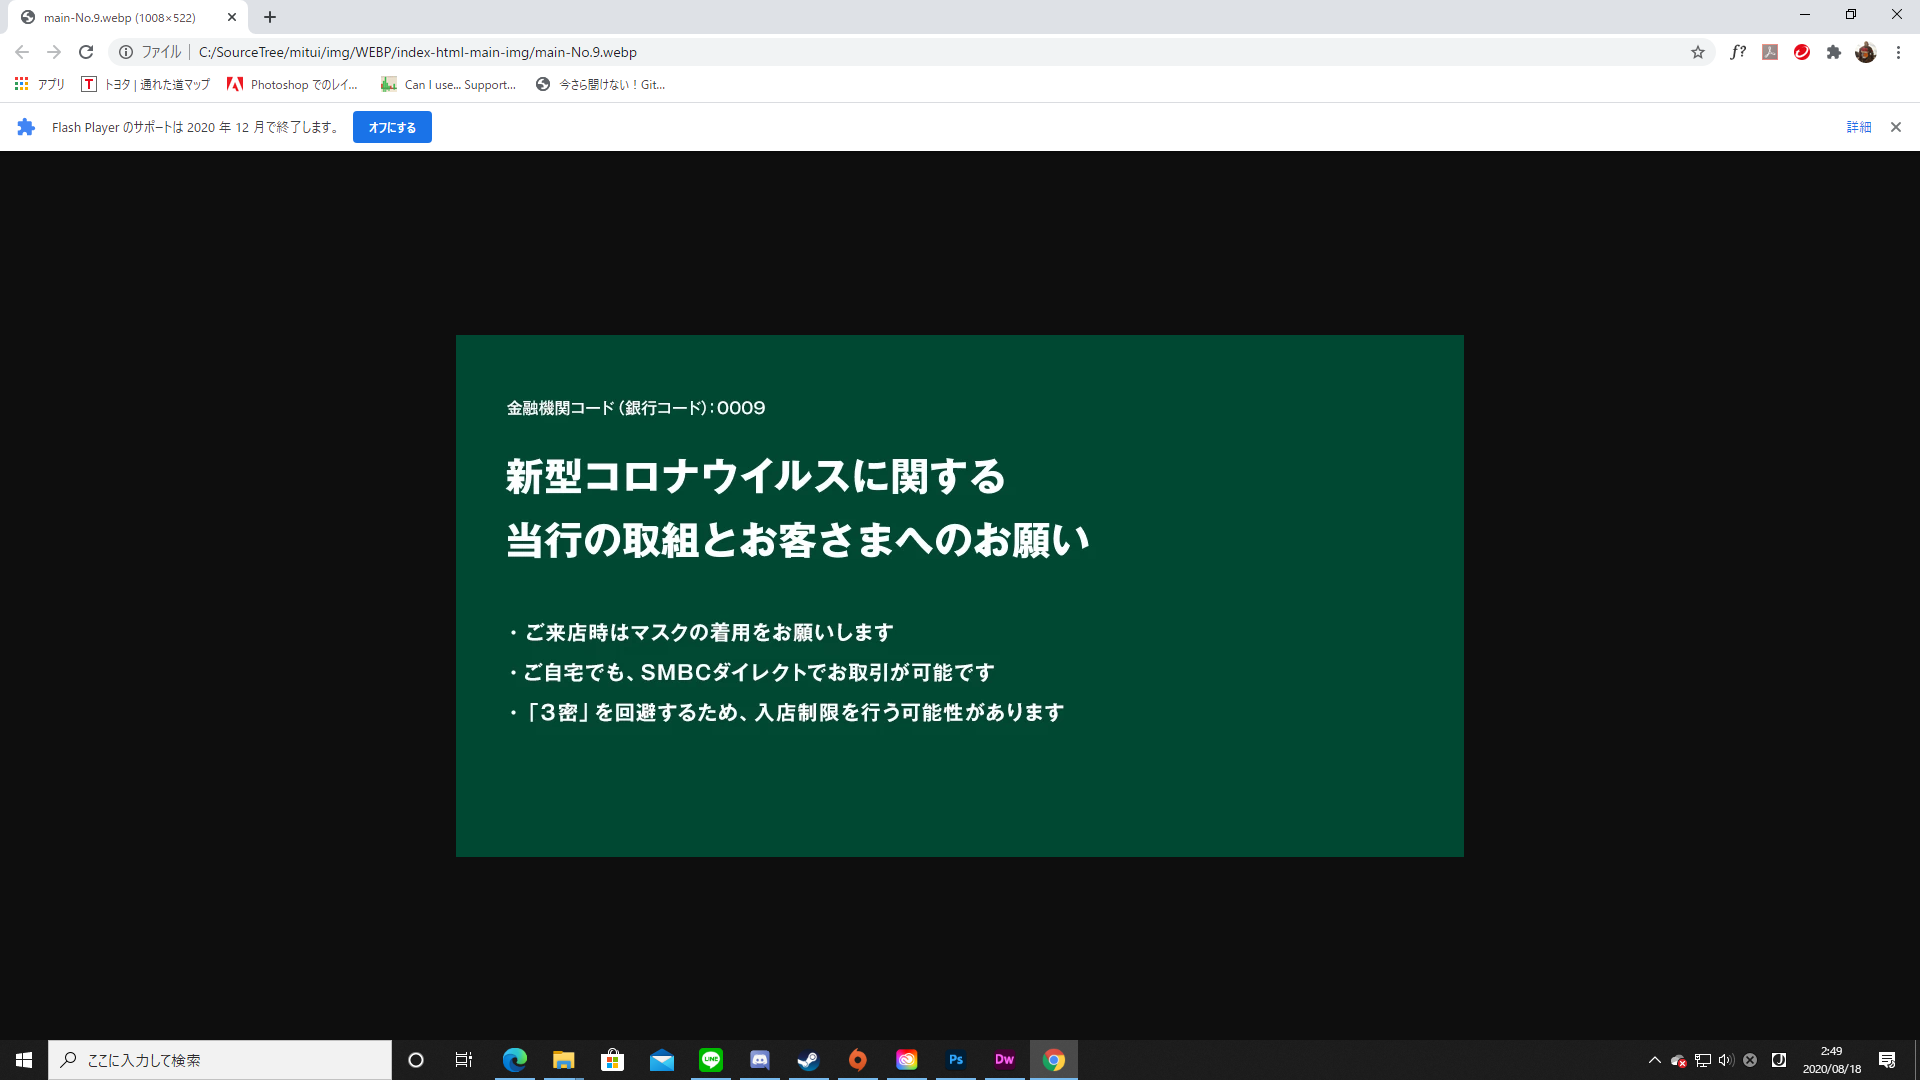 main-No.9.webp (1008×522)
ファイル
C:/SourceTree/mitui/img/WEBP/index-html-main-img/main-No.9.webp
f?
アプリ
T トヨタ | 通れた道マップ
Photoshop でのレイ...
Can I use... Support...
今さら聞けない！Git...
Flash Player のサポートは 2020 年 12 月で終了します。
オフにする
詳細
金融機関コード（銀行コード）：0009
新型コロナウイルスに関する
当行の取組とお客さまへのお願い
・ご来店時はマスクの着用をお願いします
・ご自宅でも、SMBCダイレクトでお取引が可能です
・「3密」を回避するため、入店制限を行う可能性があります
ここに入力して検索
LINE
Ps
Dw
2:49
2020/08/18